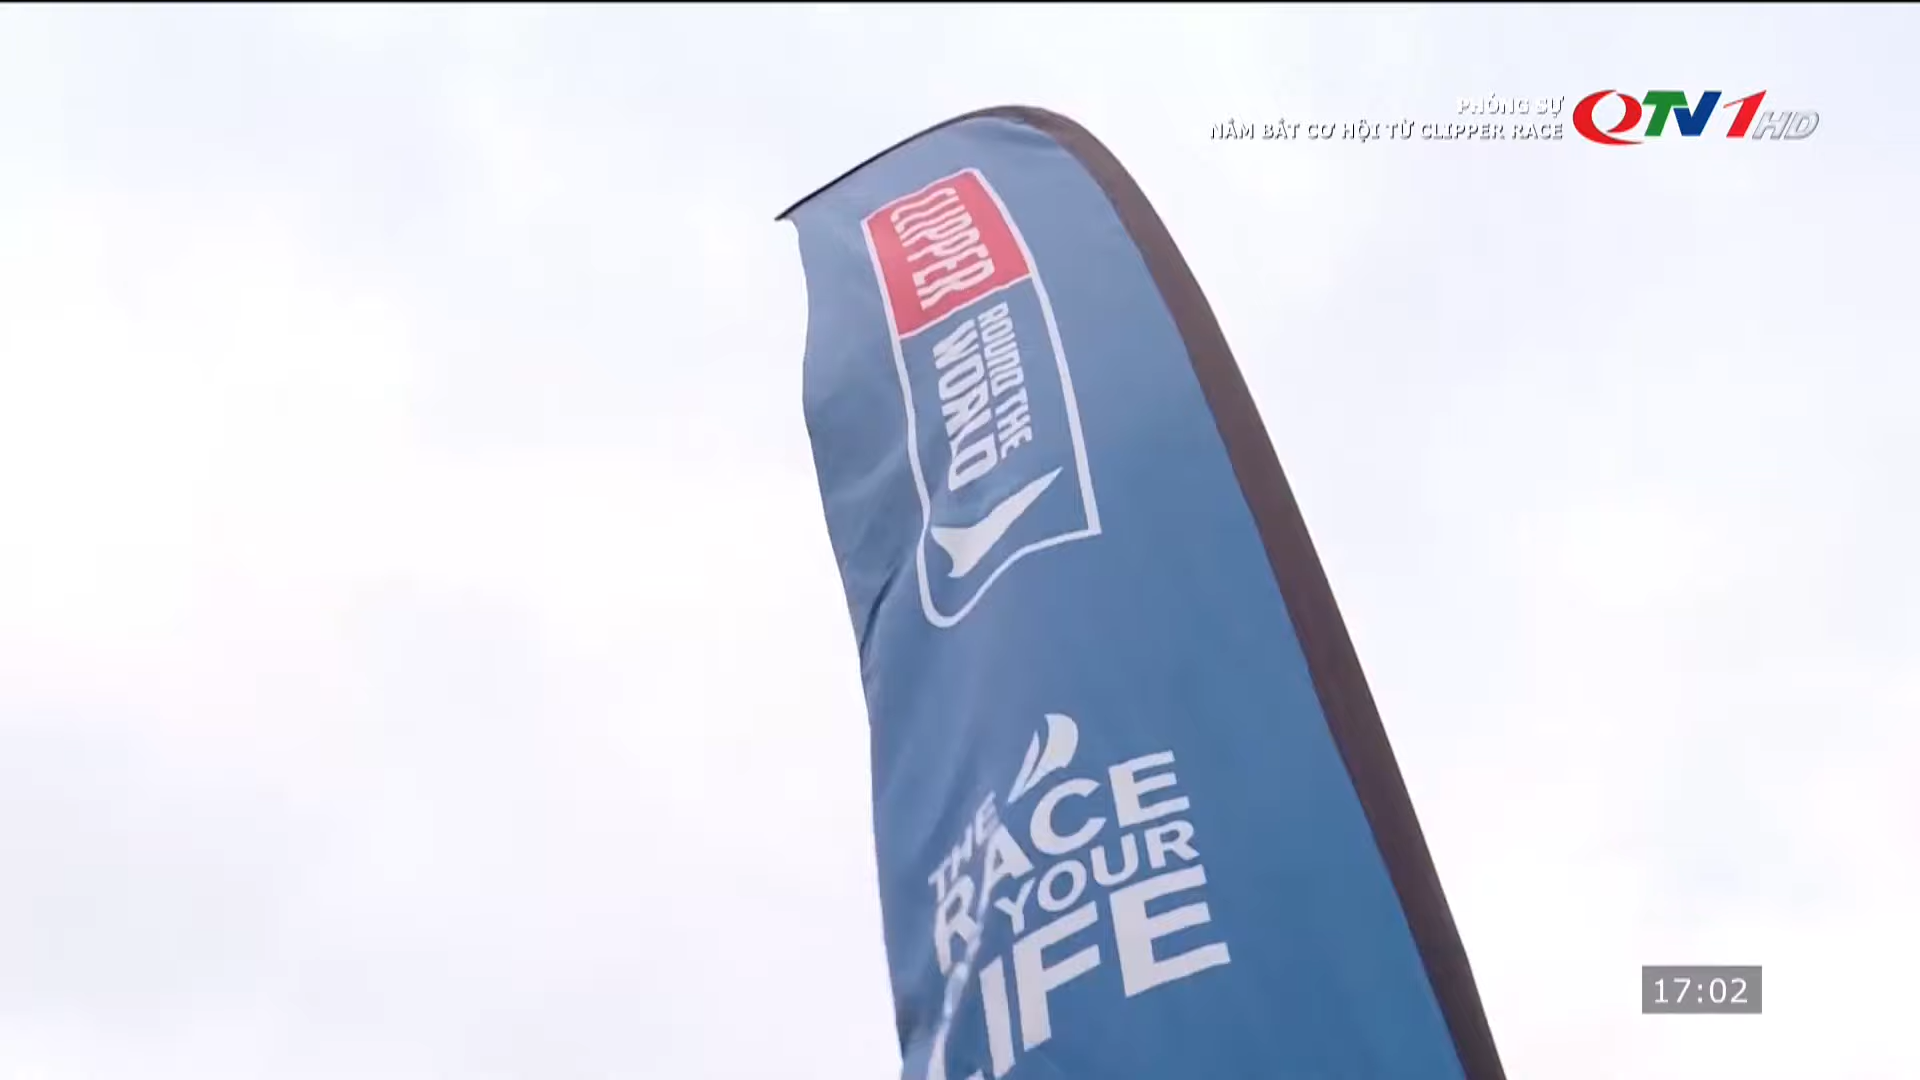 PHÓNG SỰ
NẮM BẮT CƠ HỘI TỪ CLIPPER RACE
QTV1HD
CLIPPER
ROUND THE
WORLD
THE
RACE
YOUR
LIFE
17:02